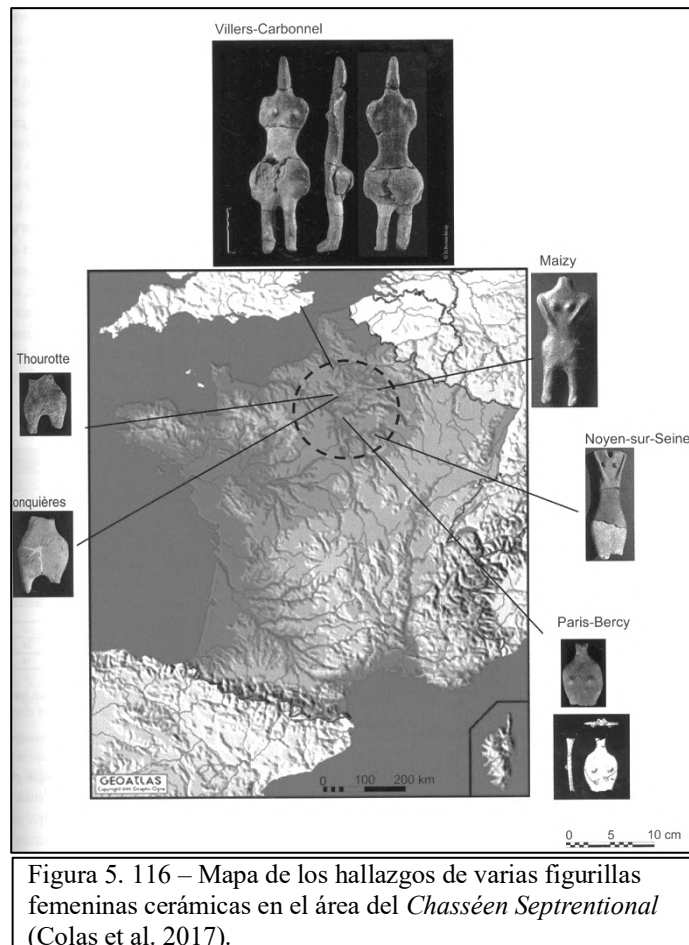 Villers-Carbonnel
Maizy
Thourotte
Noyen-sur-Seine
onquières
Paris-Bercy
GEOATLAS
0 100 200 km
0 5 10 cm
Figura 5. 116 – Mapa de los hallazgos de varias figurillas
femeninas cerámicas en el área del Chasséen Septrentional
(Colas et al. 2017).